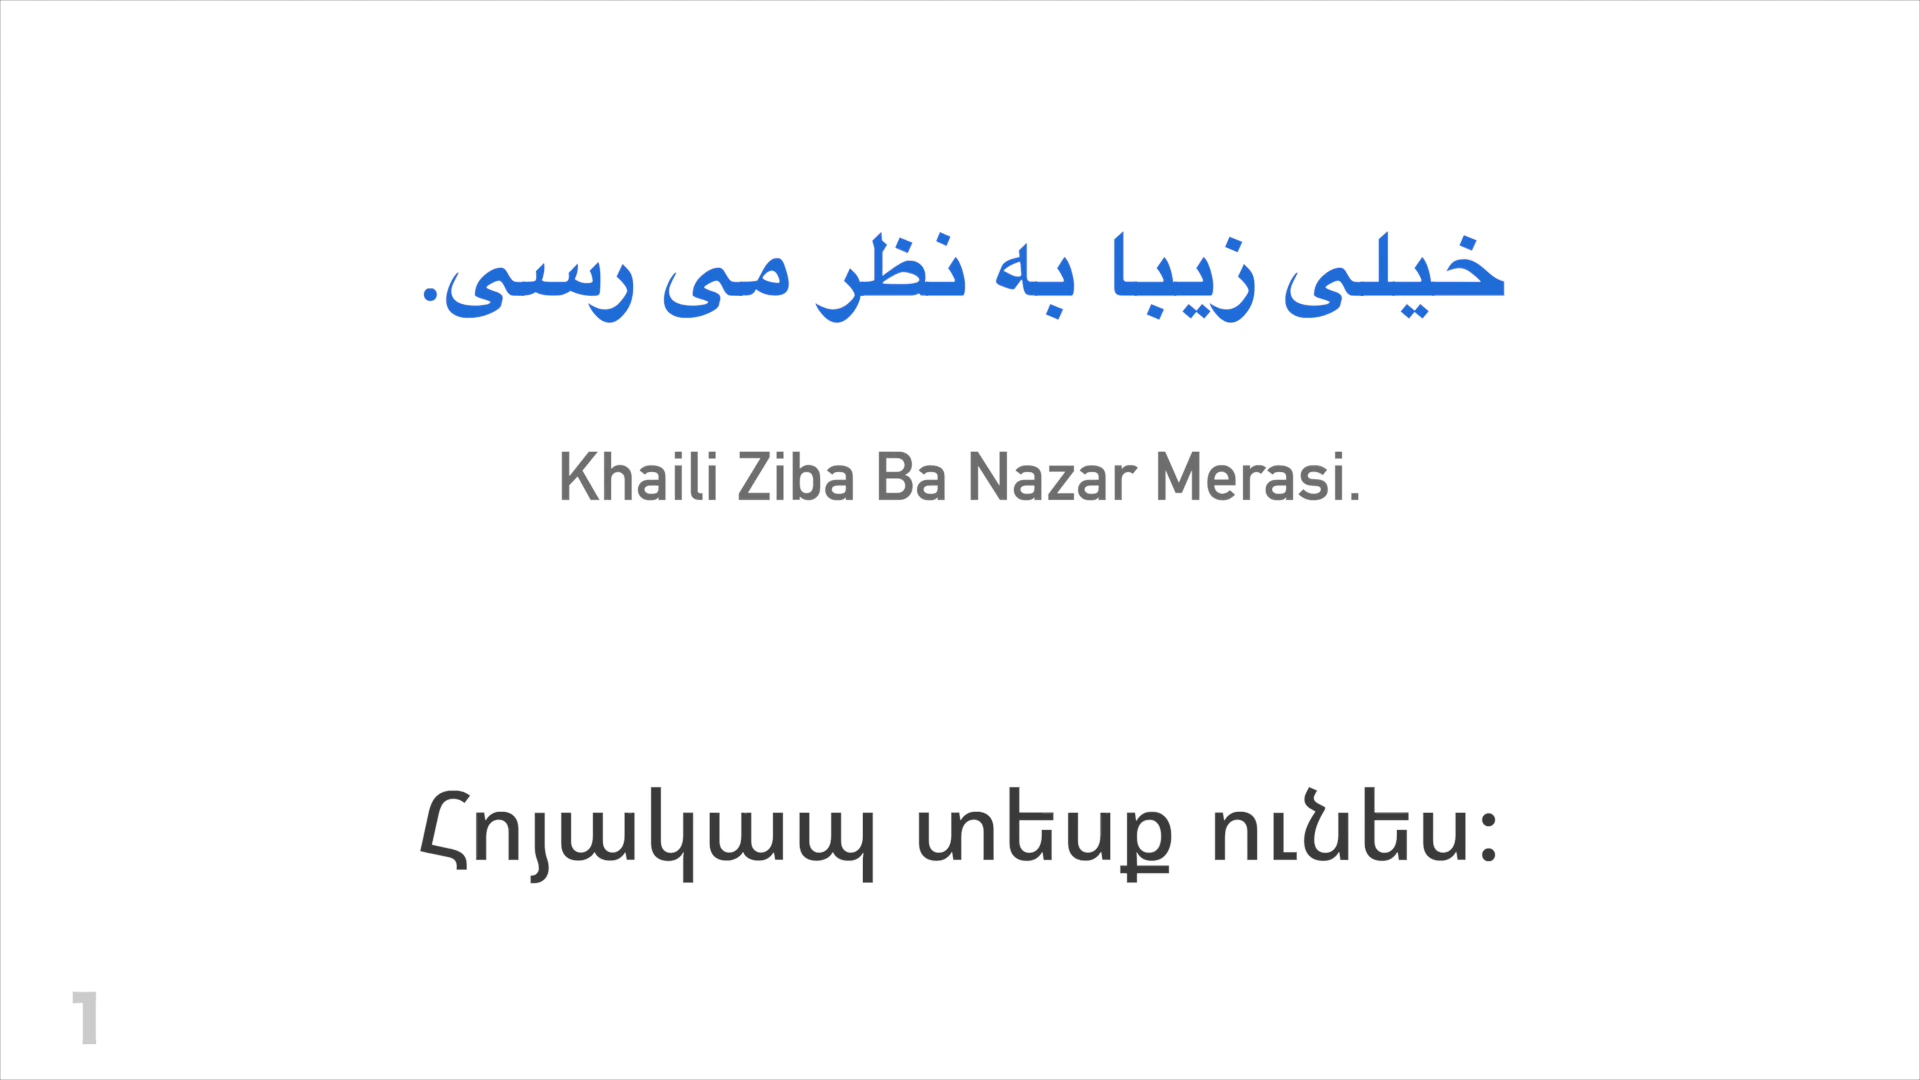 خیلی زیبا به نظر می رسی.
Khaili Ziba Ba Nazar Merasi.
Հոյակապ տեսք ունես:
1